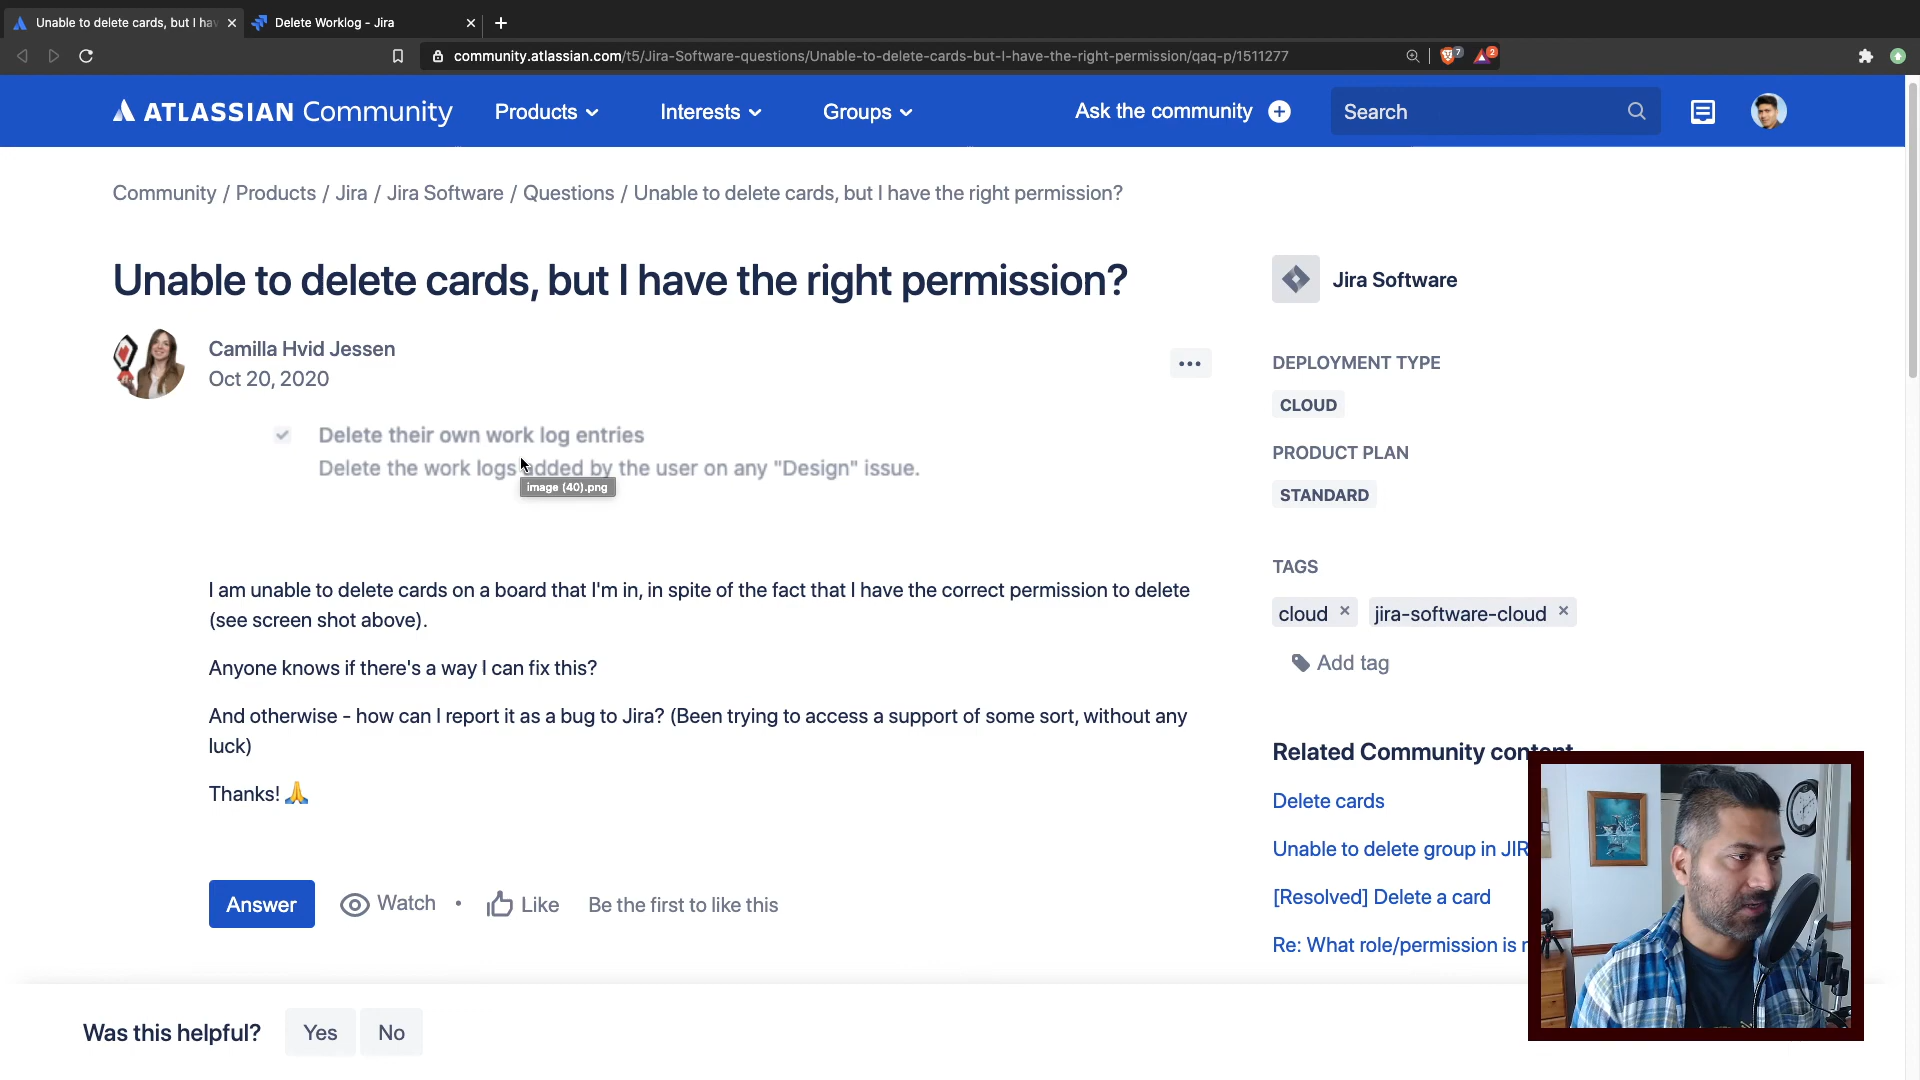 Unable to delete cards, but I hav
Delete Worklog - Jira
community.atlassian.com/t5/Jira-Software-questions/Unable-to-delete-cards-but-I-have-the-right-permission/qaq-p/1511277
7
2
ATLASSIAN Community
Products
Interests
Groups
Ask the community
Search
Community / Products / Jira / Jira Software / Questions / Unable to delete cards, but I have the right permission?
Unable to delete cards, but I have the right permission?
Camilla Hvid Jessen
Oct 20, 2020
Delete their own work log entries
Delete the work logs added by the user on any "Design" issue.
image (40).png
I am unable to delete cards on a board that I'm in, in spite of the fact that I have the correct permission to delete
(see screen shot above).
Anyone knows if there's a way I can fix this?
And otherwise - how can I report it as a bug to Jira? (Been trying to access a support of some sort, without any
luck)
Thanks! 🙏
Answer
Watch • Like Be the first to like this
Jira Software
DEPLOYMENT TYPE
CLOUD
PRODUCT PLAN
STANDARD
TAGS
cloud × jira-software-cloud ×
Add tag
Related Community content
Delete cards
Unable to delete group in JIR
[Resolved] Delete a card
Re: What role/permission is
Was this helpful? Yes No